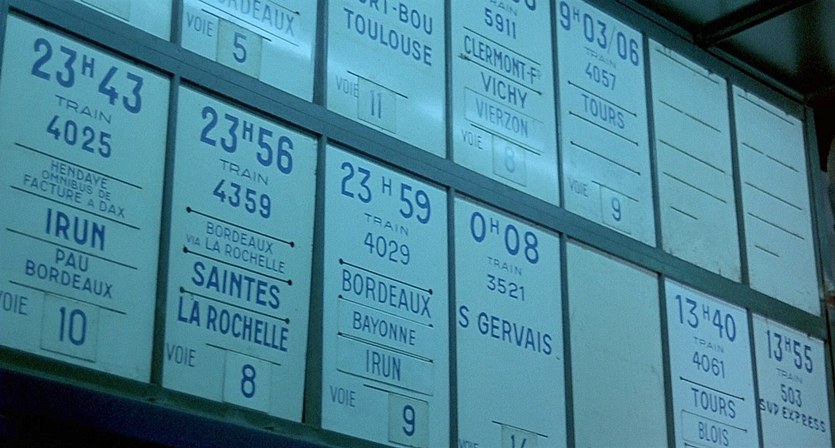 BORDEAUX
VOIE 5
TOULOUSE
VOIE 11
5911
CLERMONT-Fᵈ
VICHY
VIERZON
VOIE 8
9H03/06
TRAIN
4057
TOURS
VOIE 9
23H43
TRAIN
4025
HENDAYE
OMNIBUS DE
FACTURE A DAX
IRUN
PAU
BORDEAUX
VOIE 10
23H56
TRAIN
4359
BORDEAUX
VIA LA ROCHELLE
SAINTES
LA ROCHELLE
VOIE 8
23H59
TRAIN
4029
BORDEAUX
BAYONNE
IRUN
VOIE 9
0H08
TRAIN
3521
S GERVAIS
VOIE 14
13H40
TRAIN
4061
TOURS
BLOIS
13H55
TRAIN
503
SUD EXPRESS